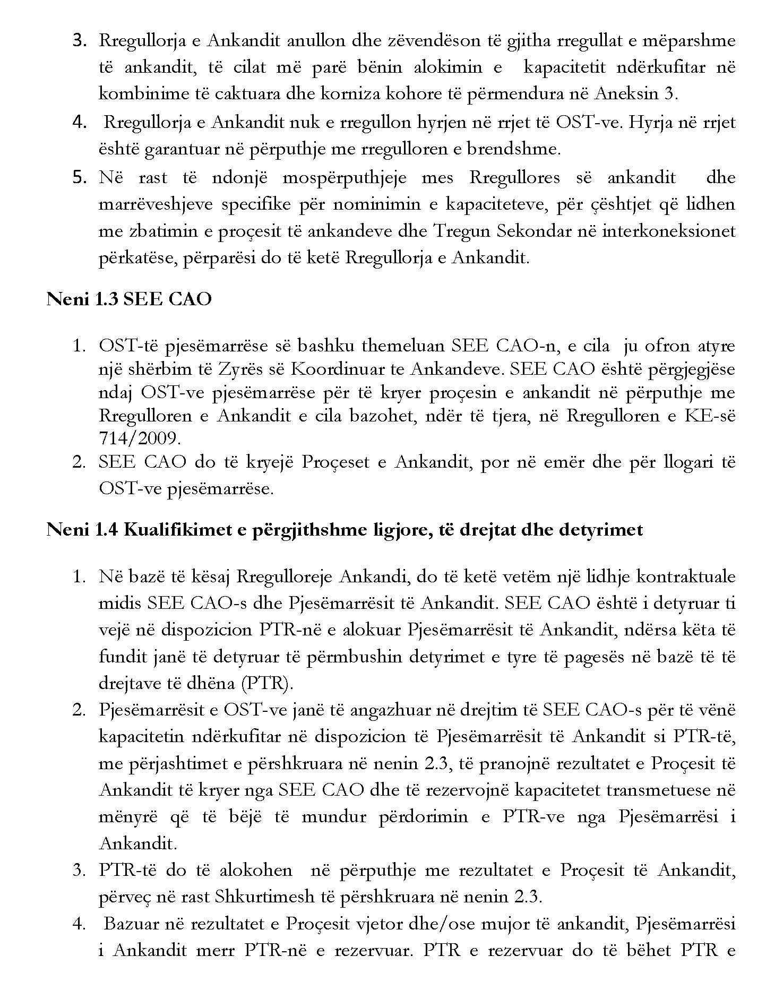 3. Rregullorja e Ankandit anullon dhe zëvendëson të gjitha rregullat e mëparshme
të ankandit, të cilat më parë bënin alokimin e kapacitetit ndërkufitar në
kombinime të caktuara dhe korniza kohore të përmendura në Aneksin 3.
4. Rregullorja e Ankandit nuk e rregullon hyrjen në rrjet të OST-ve. Hyrja në rrjet
është garantuar në përputhje me rregulloren e brendshme.
5. Në rast të ndonjë mospërputhjeje mes Rregullores së ankandit dhe
marrëveshjeve specifike për nominimin e kapaciteteve, për çështjet që lidhen
me zbatimin e proçesit të ankandeve dhe Tregun Sekondar në interkoneksionet
përkatëse, përparësi do të ketë Rregullorja e Ankandit.
Neni 1.3 SEE CAO
1. OST-të pjesëmarrëse së bashku themeluan SEE CAO-n, e cila ju ofron atyre
një shërbim të Zyrës së Koordinuar te Ankandeve. SEE CAO është përgjegjëse
ndaj OST-ve pjesëmarrëse për të kryer proçesin e ankandit në përputhje me
Rregulloren e Ankandit e cila bazohet, ndër të tjera, në Rregulloren e KE-së
714/2009.
2. SEE CAO do të kryejë Proçeset e Ankandit, por në emër dhe për llogari të
OST-ve pjesëmarrëse.
Neni 1.4 Kualifikimet e përgjithshme ligjore, të drejtat dhe detyrimet
1. Në bazë të kësaj Rregulloreje Ankandi, do të ketë vetëm një lidhje kontraktuale
midis SEE CAO-s dhe Pjesëmarrësit të Ankandit. SEE CAO është i detyruar ti
vejë në dispozicion PTR-në e alokuar Pjesëmarrësit të Ankandit, ndërsa këta të
fundit janë të detyruar të përmbushin detyrimet e tyre të pagesës në bazë të të
drejtave të dhëna (PTR).
2. Pjesëmarrësit e OST-ve janë të angazhuar në drejtim të SEE CAO-s për të vënë
kapacitetin ndërkufitar në dispozicion të Pjesëmarrësit të Ankandit si PTR-të,
me përjashtimet e përshkruara në nenin 2.3, të pranojnë rezultatet e Proçesit të
Ankandit të kryer nga SEE CAO dhe të rezervojnë kapacitetet transmetuese në
mënyrë që të bëjë të mundur përdorimin e PTR-ve nga Pjesëmarrësi i
Ankandit.
3. PTR-të do të alokohen në përputhje me rezultatet e Proçesit të Ankandit,
përveç në rast Shkurtimesh të përshkruara në nenin 2.3.
4. Bazuar në rezultatet e Proçesit vjetor dhe/ose mujor të ankandit, Pjesëmarrësi
i Ankandit merr PTR-në e rezervuar. PTR e rezervuar do të bëhet PTR e